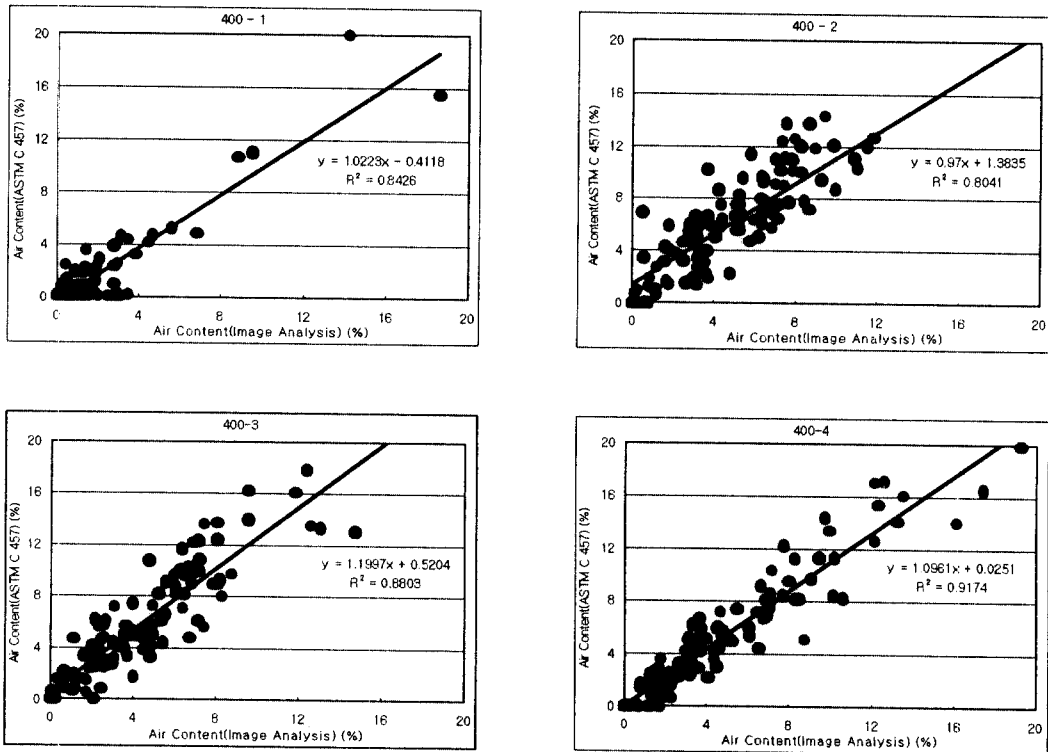 400 - 1
20
16
12
8
4
0
Air Content(ASTM C 457) (%)
y = 1.0223x - 0.4118
R² = 0.8426
0 4 8 12 16 20
Air Content(Image Analysis) (%)
400 - 2
20
16
12
8
4
0
Air Content(ASTM C 457) (%)
y = 0.97x + 1.3835
R² = 0.8041
0 4 8 12 16 20
Air Content(Image Analysis) (%)
400-3
20
16
12
8
4
0
Air Content(ASTM C 457) (%)
y = 1.1997x + 0.5204
R² = 0.8803
0 4 8 12 16 20
Air Content(Image Analysis) (%)
400-4
20
16
12
8
4
0
Air Content(ASTM C 457) (%)
y = 1.0961x + 0.0251
R² = 0.9174
0 4 8 12 16 20
Air Content(Image Analysis) (%)